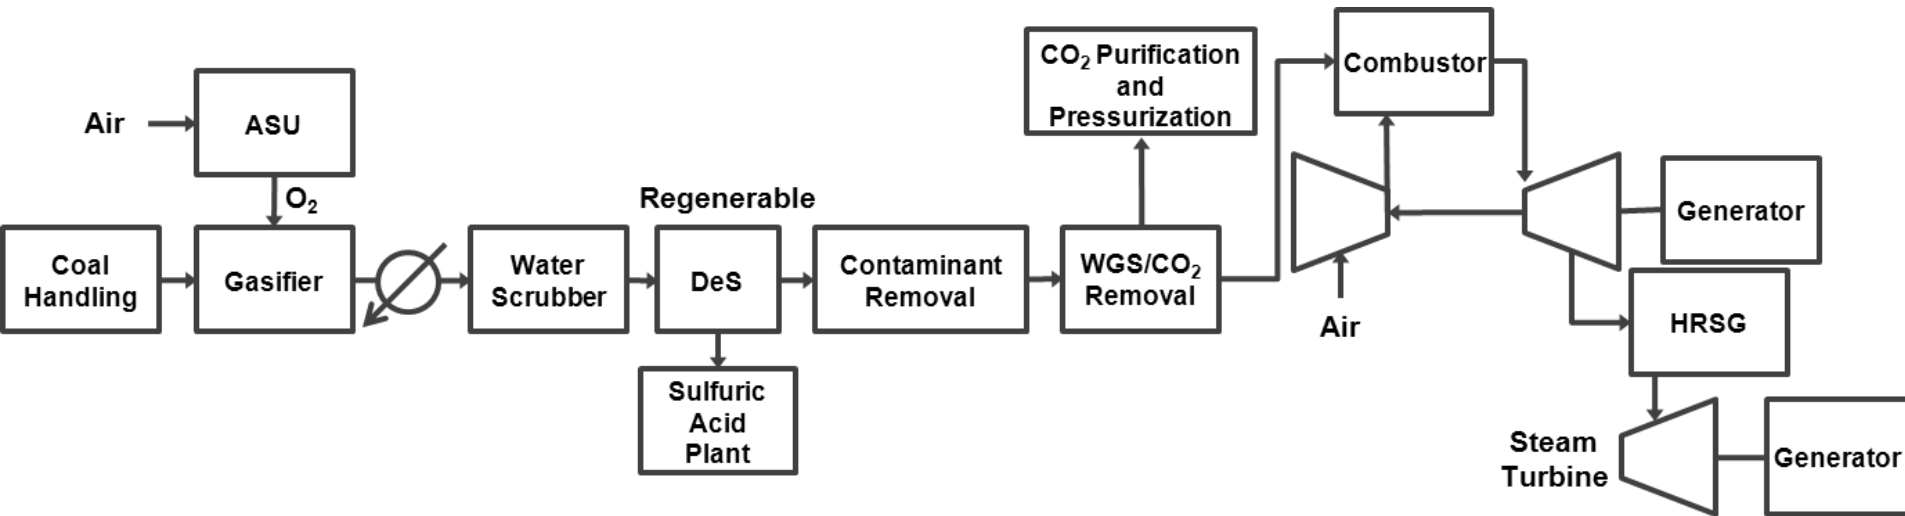 Air
ASU
O₂
Coal
Handling
Gasifier
Water
Scrubber
Regenerable
DeS
Sulfuric
Acid
Plant
Contaminant
Removal
CO₂ Purification
and
Pressurization
WGS/CO₂
Removal
Combustor
Air
Generator
HRSG
Steam
Turbine
Generator